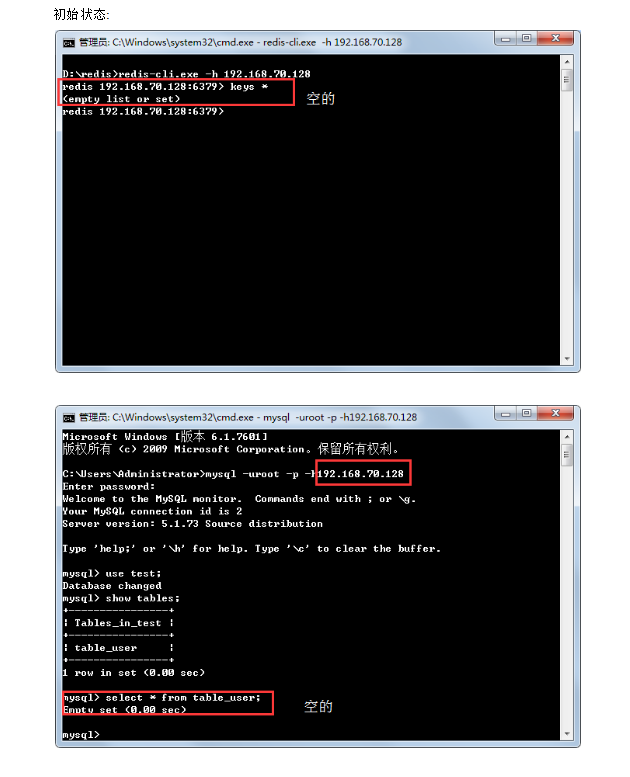 初始状态:
管理员: C:\Windows\system32\cmd.exe - redis-cli.exe -h 192.168.70.128
D:\redis>redis-cli.exe -h 192.168.70.128
redis 192.168.70.128:6379> keys *
(empty list or set)
空的
redis 192.168.70.128:6379>
管理员: C:\Windows\system32\cmd.exe - mysql -uroot -p -h192.168.70.128
Microsoft Windows [版本 6.1.7601]
版权所有 (c) 2009 Microsoft Corporation。保留所有权利。
C:\Users\Administrator>mysql -uroot -p -h192.168.70.128
Enter password:
Welcome to the MySQL monitor.  Commands end with ; or \g.
Your MySQL connection id is 2
Server version: 5.1.73 Source distribution
Type 'help;' or '\h' for help. Type '\c' to clear the buffer.
mysql> use test;
Database changed
mysql> show tables;
+----------------+
| Tables_in_test |
+----------------+
| table_user     |
+----------------+
1 row in set (0.00 sec)
mysql> select * from table_user;
Empty set (0.00 sec)
空的
mysql>